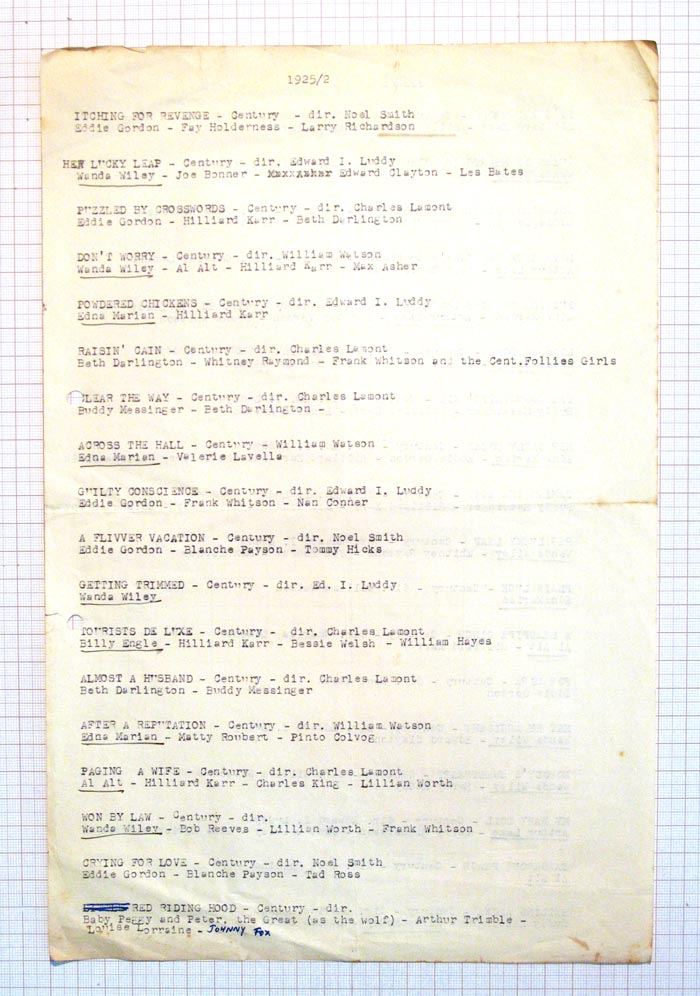 1925/2
ITCHING FOR REVENGE - Century - dir. Noel Smith
Eddie Gordon - Fay Holderness - Larry Richardson
HER LUCKY LEAP - Century - dir. Edward I. Luddy
Wanda Wiley - Joe Bonner - Edward Clayton - Les Bates
PUZZLED BY CROSSWORDS - Century - dir. Charles Lamont
Eddie Gordon - Hilliard Karr - Beth Darlington
DON'T WORRY - Century - dir. William Watson
Wanda Wiley - Al Alt - Hilliard Karr - Max Asher
POWDERED CHICKENS - Century - dir. Edward I. Luddy
Edna Marian - Hilliard Karr
RAISIN' CAIN - Century - dir. Charles Lamont
Beth Darlington - Whitney Raymond - Frank Whitson and the Cent.Follies Girls
CLEAR THE WAY - Century - dir. Charles Lamont
Buddy Messinger - Beth Darlington -
ACROSS THE HALL - Century - William Watson
Edna Marian - Valerie Lavella
GUILTY CONSCIENCE - Century - dir. Edward I. Luddy
Eddie Gordon - Frank Whitson - Nan Conner
A FLIVVER VACATION - Century - dir. Noel Smith
Eddie Gordon - Blanche Payson - Tommy Hicks
GETTING TRIMMED - Century - dir. Ed. I. Luddy
Wanda Wiley
TOURISTS DE LUXE - Century - dir. Charles Lamont
Billy Engle - Hilliard Karr - Bessie Welsh - William Hayes
ALMOST A HUSBAND - Century - dir. Charles Lamont
Beth Darlington - Buddy Messinger
AFTER A REPUTATION - Century - dir. William Watson
Edna Marian - Matty Roubert - Pinto Colvog
PAGING A WIFE - Century - dir. Charles Lamont
Al Alt - Hilliard Karr - Charles King - Lillian Worth
WON BY LAW - Century - dir.
Wanda Wiley - Bob Reeves - Lillian Worth - Frank Whitson
CRYING FOR LOVE - Century - dir. Noel Smith
Eddie Gordon - Blanche Payson - Tad Ross
RED RIDING HOOD - Century - dir.
Baby Peggy and Peter, the Great (as the wolf) - Arthur Trimble -
Louise Lorraine - JOHNNY FOX